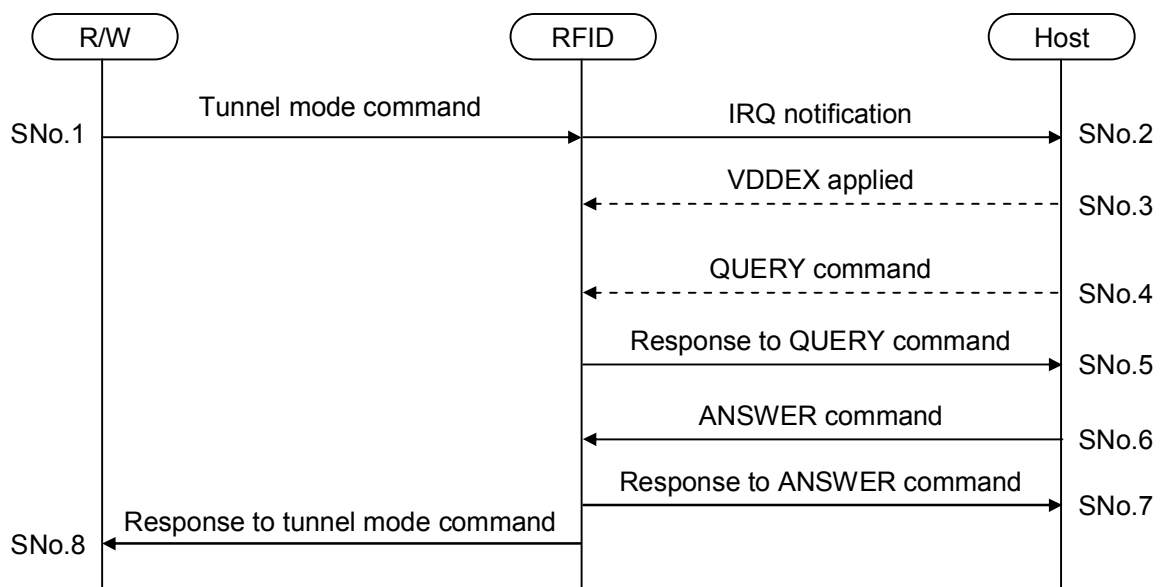 R/W
RFID
Host
Tunnel mode command
IRQ notification
SNo.1
SNo.2
VDDEX applied
SNo.3
QUERY command
SNo.4
Response to QUERY command
SNo.5
ANSWER command
SNo.6
Response to ANSWER command
SNo.7
Response to tunnel mode command
SNo.8